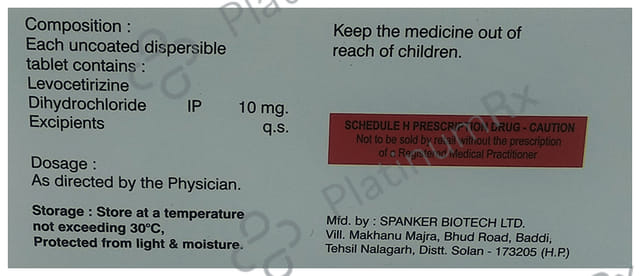 Composition :
Each uncoated dispersible
tablet contains :
Levocetirizine
Dihydrochloride IP 10 mg.
Excipients q.s.
Dosage :
As directed by the Physician.
Storage : Store at a temperature
not exceeding 30°C,
Protected from light & moisture.
Keep the medicine out of
reach of children.
SCHEDULE H PRESCRIPTION DRUG - CAUTION
Not to be sold by retail without the prescription
of a Registered Medical Practitioner
Mfd. by : SPANKER BIOTECH LTD.
Vill. Makhanu Majra, Bhud Road, Baddi,
Tehsil Nalagarh, Distt. Solan - 173205 (H.P.)
PlatinumRx